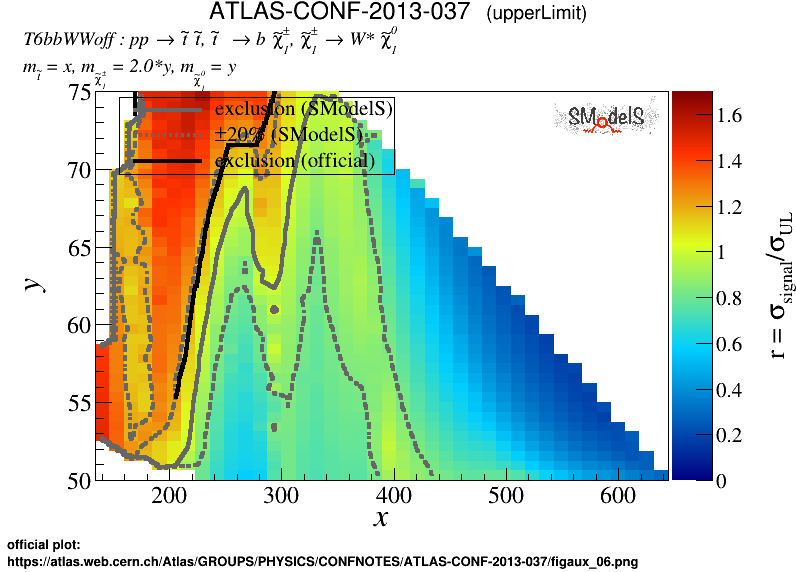 ATLAS-CONF-2013-037 (upperLimit)
T6bbWWoff : pp → t̃ t̃, t̃ → b χ̃₁±, χ̃₁± → W* χ̃₁⁰
m_t̃ = x, m_χ̃₁± = 2.0*y, m_χ̃₁⁰ = y
exclusion (SModelS)
±20% (SModelS)
exclusion (official)
SModelS
75
70
65
60
55
50
y
200 300 400 500 600
x
1.6
1.4
1.2
1
0.8
0.6
0.4
0.2
0
r = σsignal/σUL
official plot:
https://atlas.web.cern.ch/Atlas/GROUPS/PHYSICS/CONFNOTES/ATLAS-CONF-2013-037/figaux_06.png